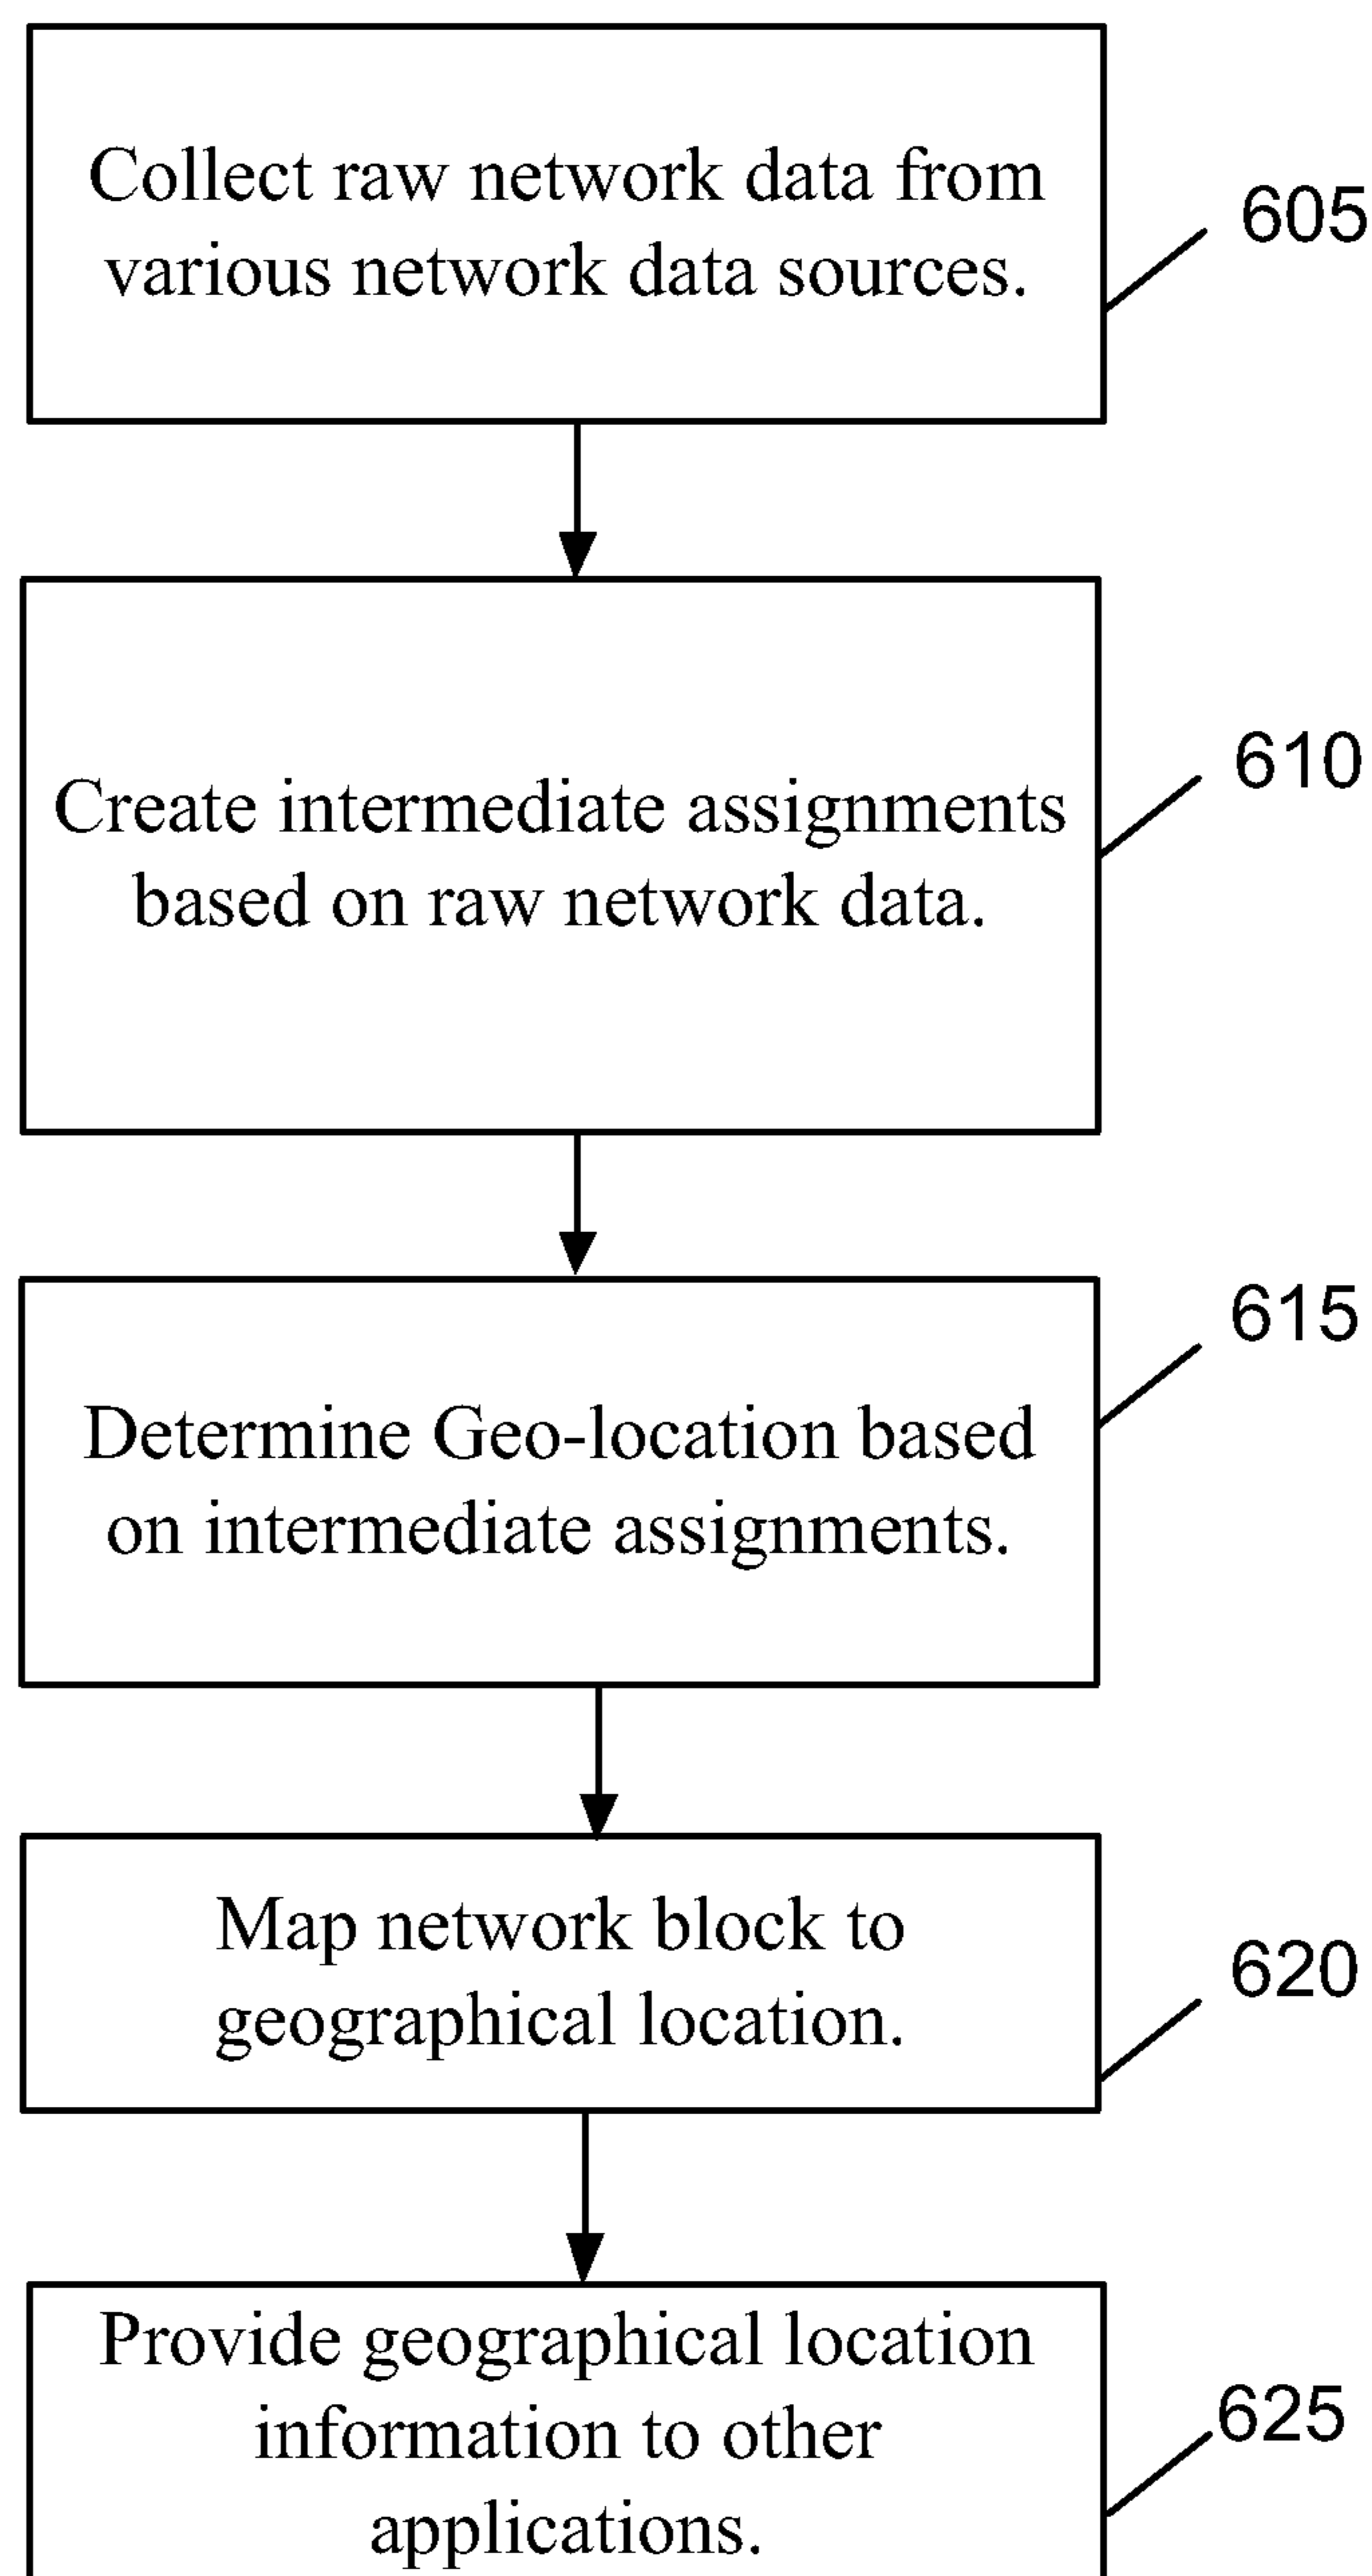 Collect raw network data from
various network data sources.
605
Create intermediate assignments
based on raw network data.
610
Determine Geo-location based
on intermediate assignments.
615
Map network block to
geographical location.
620
Provide geographical location
information to other
applications.
625